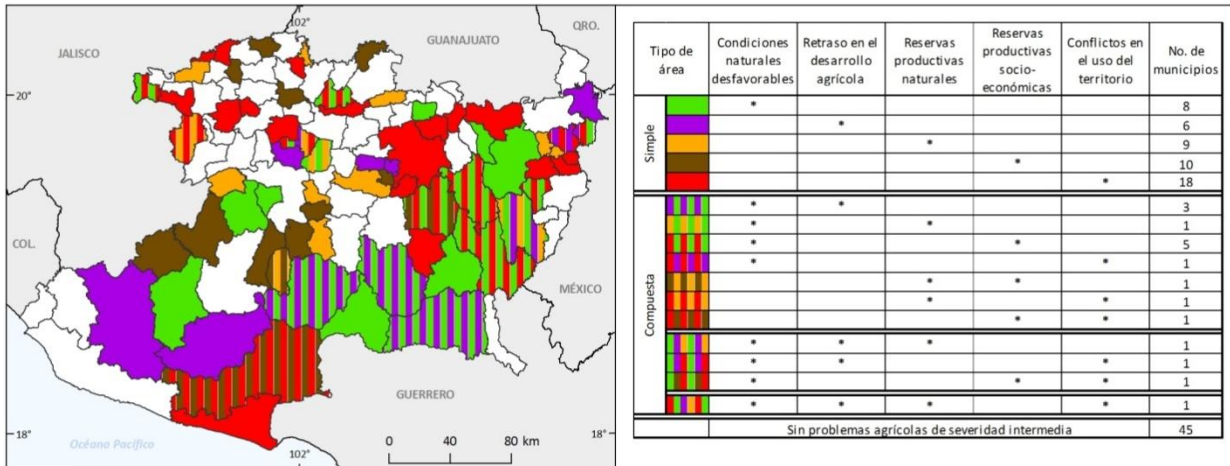 102°
QRO.
JALISCO
GUANAJUATO
20°
20°
COL.
MÉXICO
GUERRERO
18°
18°
Océano Pacífico
0 40 80 km
102°
Tipo de área
Condiciones naturales desfavorables
Retraso en el desarrollo agrícola
Reservas productivas naturales
Reservas productivas socio-económicas
Conflictos en el uso del territorio
No. de municipios
Simple
* 8
* 6
* 9
* 10
* 18
Compuesta
* * 3
* * 1
* * 5
* * 1
* * 1
* * 1
* * 1
* * * 1
* * * 1
* * * 1
* * * * 1
Sin problemas agrícolas de severidad intermedia 45